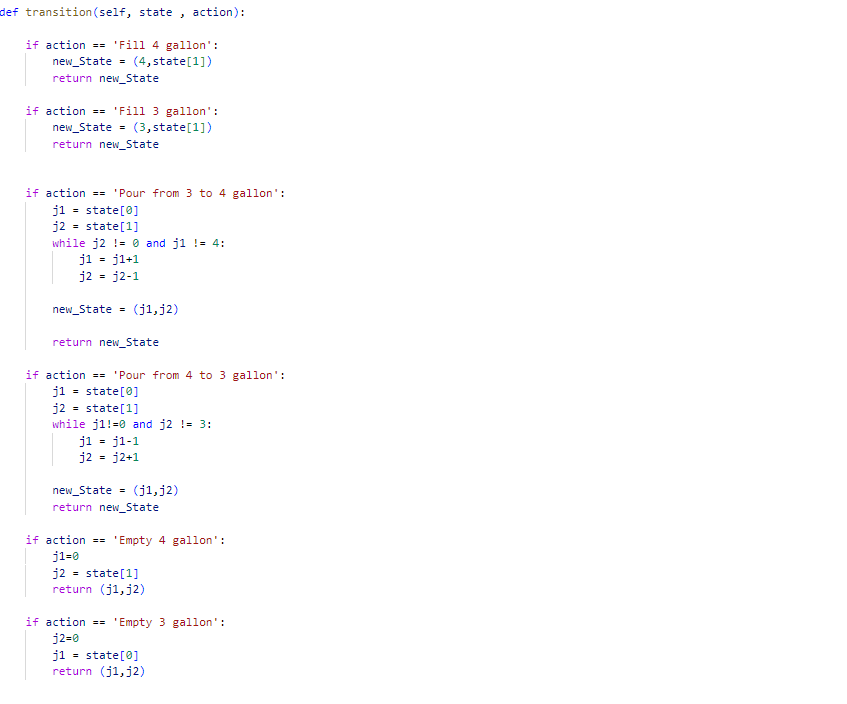 def transition(self, state , action):
    if action == 'Fill 4 gallon':
        new_State = (4,state[1])
        return new_State
    if action == 'Fill 3 gallon':
        new_State = (3,state[1])
        return new_State
    if action == 'Pour from 3 to 4 gallon':
        j1 = state[0]
        j2 = state[1]
        while j2 != 0 and j1 != 4:
            j1 = j1+1
            j2 = j2-1
        new_State = (j1,j2)
        return new_State
    if action == 'Pour from 4 to 3 gallon':
        j1 = state[0]
        j2 = state[1]
        while j1!=0 and j2 != 3:
            j1 = j1-1
            j2 = j2+1
        new_State = (j1,j2)
        return new_State
    if action == 'Empty 4 gallon':
        j1=0
        j2 = state[1]
        return (j1,j2)
    if action == 'Empty 3 gallon':
        j2=0
        j1 = state[0]
        return (j1,j2)